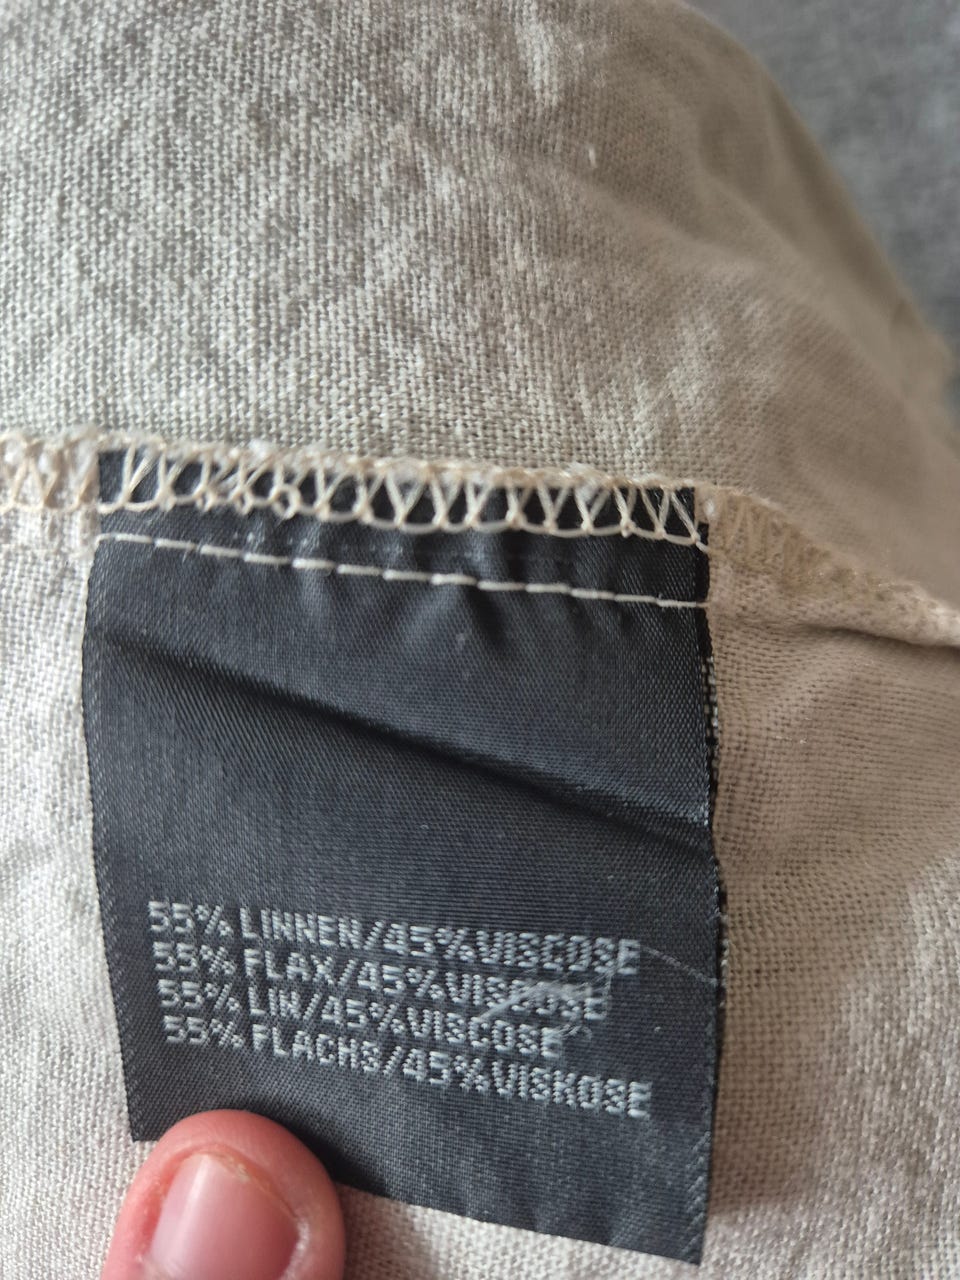 55% LINNEN/45%VISCOSE
55% FLAX/45%VISCOSE
55% LIN/45%VISCOSE
55% FLACHS/45%VISKOSE